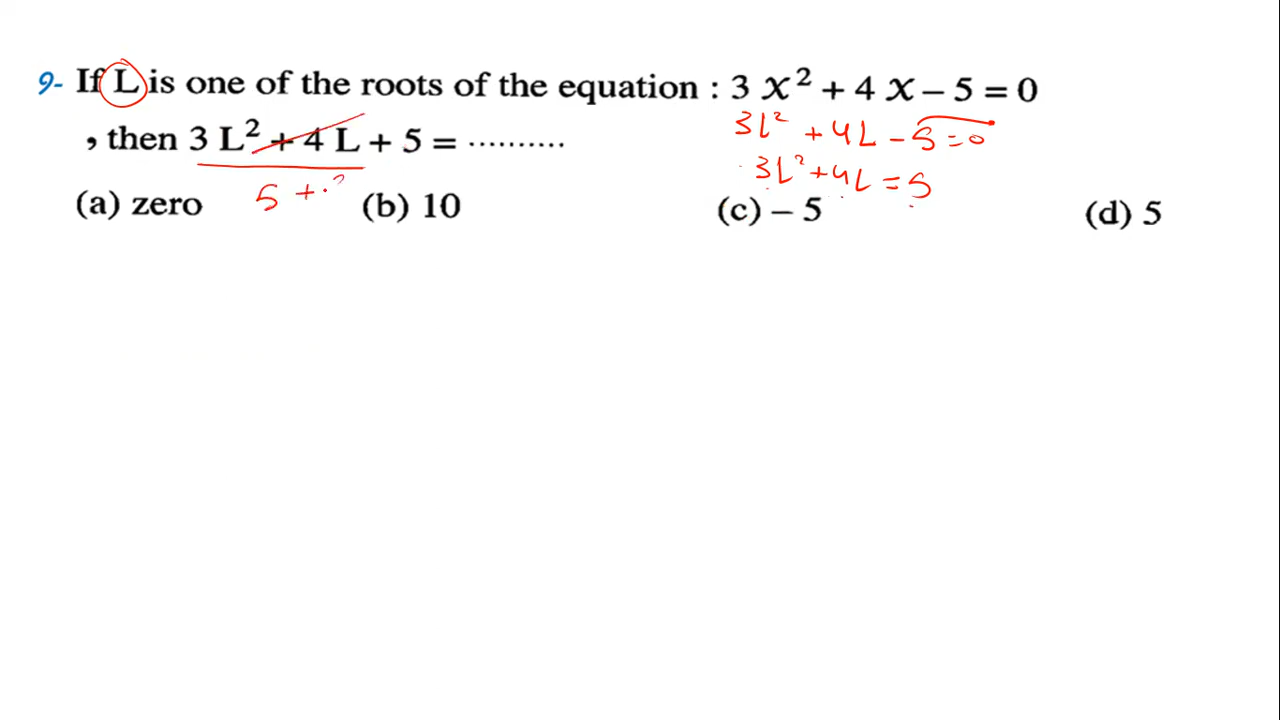 9- If L is one of the roots of the equation : 3 x² + 4 x – 5 = 0
3L² + 4L - 5 = 0
, then 3 L² + 4 L + 5 = ··········
3L² + 4L = 5
5 +
(a) zero (b) 10 (c) – 5 (d) 5